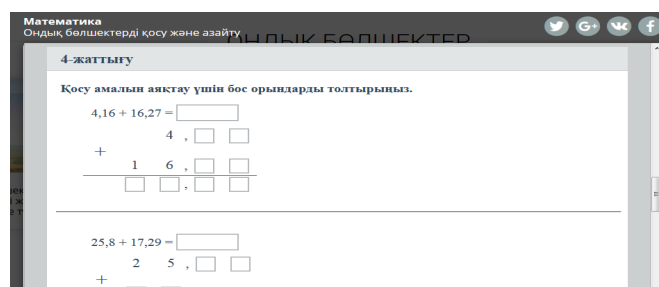 Математика
Ондық бөлшектерді қосу және азайту
ОНДЫҚ БӨЛШЕКТЕР
4-жаттығу
Қосу амалын аяқтау үшін бос орындарды толтырыңыз.
4,16 + 16,27 =
4 ,
+
1 6 ,
,
25,8 + 17,29 =
2 5 ,
+